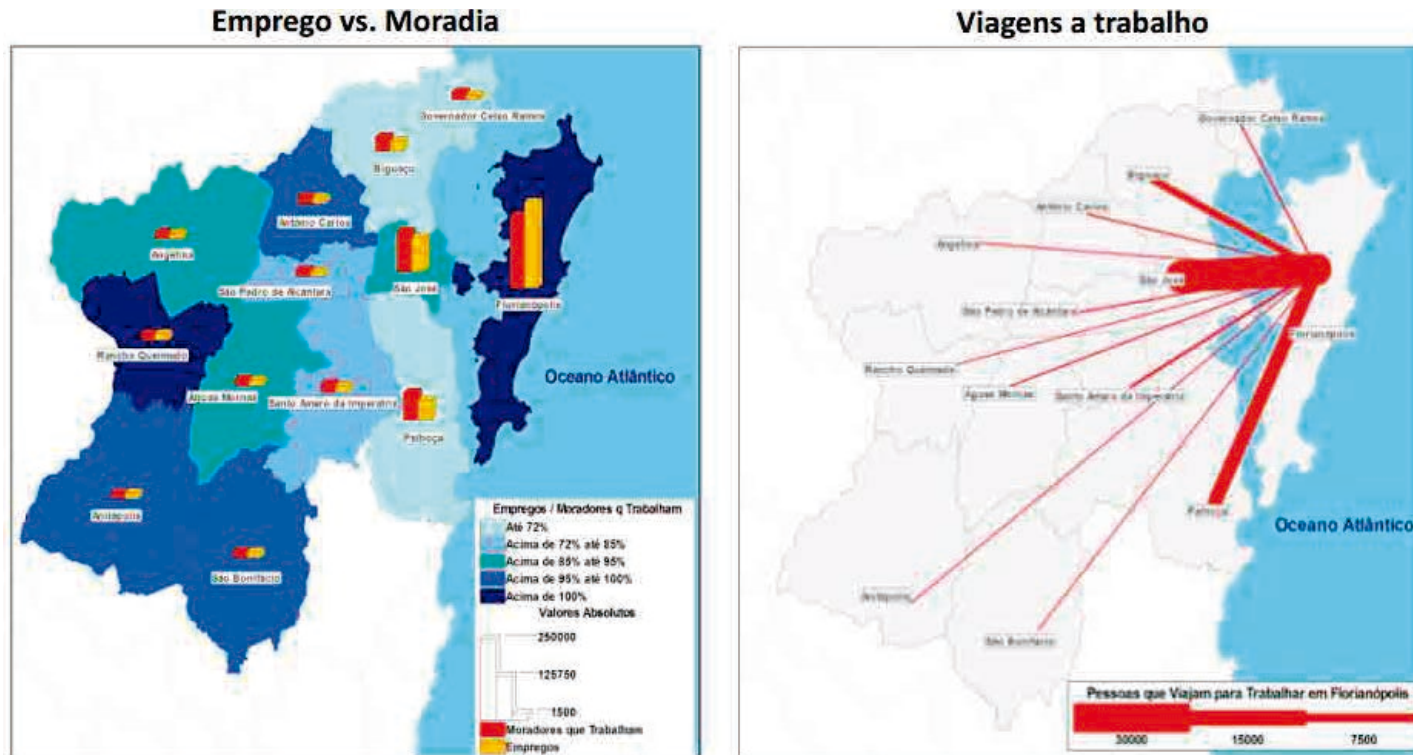 Emprego vs. Moradia
Governador Celso Ramos
Biguaçu
Antônio Carlos
Angelina
São Pedro de Alcântara
São José
Florianópolis
Rancho Queimado
Águas Mornas
Santo Amaro da Imperatriz
Oceano Atlântico
Palhoça
Anitápolis
São Bonifácio
Empregos / Moradores q Trabalham
Até 72%
Acima de 72% até 85%
Acima de 85% até 95%
Acima de 95% até 100%
Acima de 100%
Valores Absolutos
250000
125750
1500
Moradores que Trabalham
Empregos
Viagens a trabalho
Governador Celso Ramos
Biguaçu
Antônio Carlos
Angelina
São José
São Pedro de Alcântara
Florianópolis
Rancho Queimado
Águas Mornas
Santo Amaro da Imperatriz
Palhoça
Oceano Atlântico
Anitápolis
São Bonifácio
Pessoas que Viajam para Trabalhar em Florianópolis
30000 15000 7500